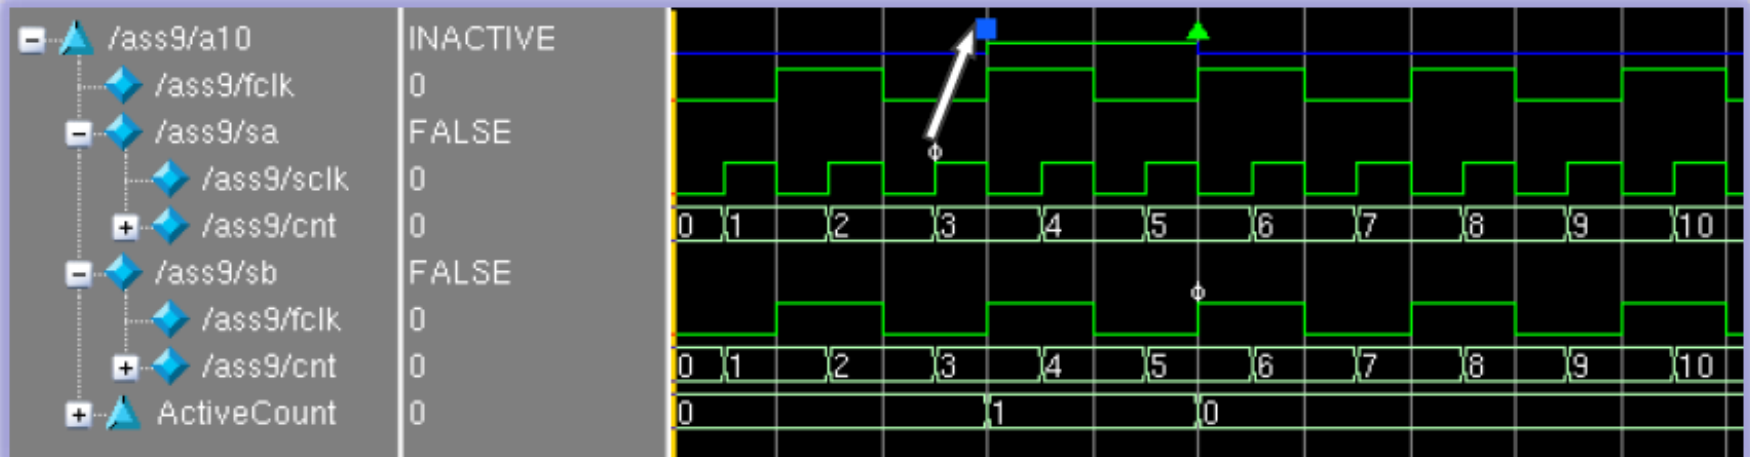 /ass9/a10 INACTIVE
/ass9/fclk 0
/ass9/sa FALSE
/ass9/sclk 0
/ass9/cnt 0 0 1 2 3 4 5 6 7 8 9 10
/ass9/sb FALSE
/ass9/fclk 0
/ass9/cnt 0 0 1 2 3 4 5 6 7 8 9 10
ActiveCount 0 0 1 0